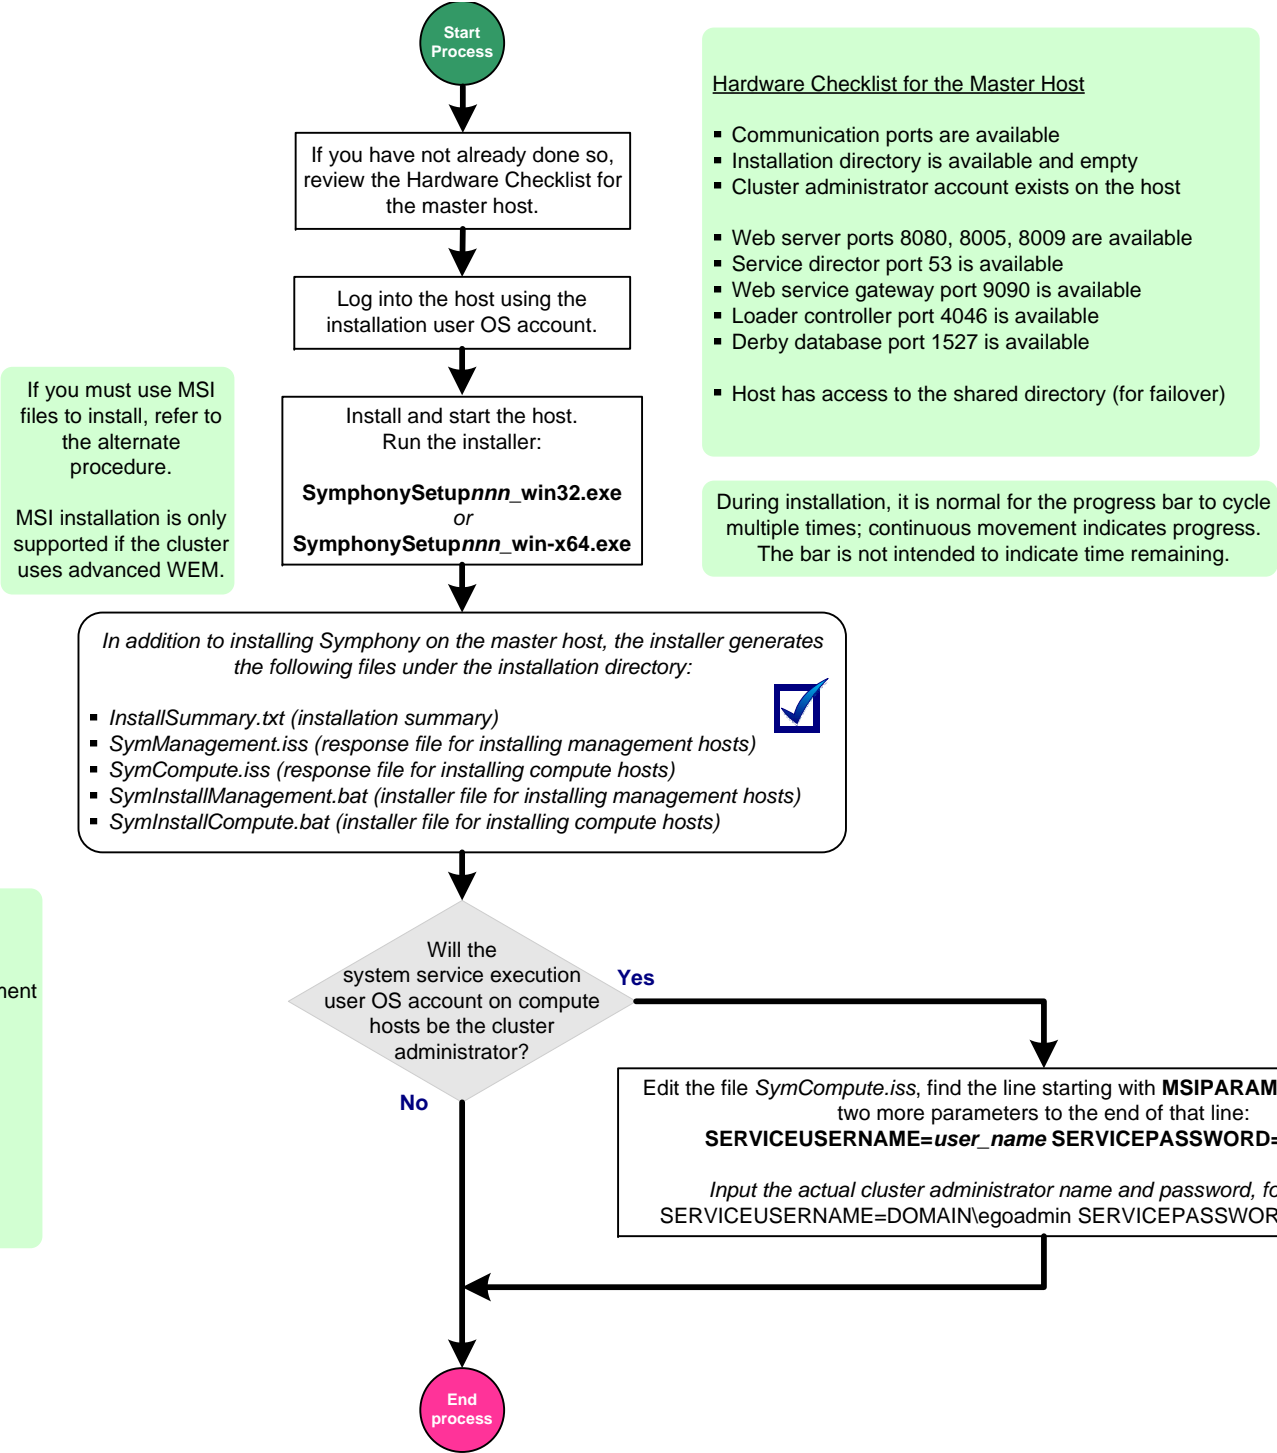 Start
Process
If you have not already done so,
review the Hardware Checklist for
the master host.
Log into the host using the
installation user OS account.
Install and start the host.
Run the installer:
SymphonySetupnnn_win32.exe
or
SymphonySetupnnn_win-x64.exe
Hardware Checklist for the Master Host
▪ Communication ports are available
▪ Installation directory is available and empty
▪ Cluster administrator account exists on the host
▪ Web server ports 8080, 8005, 8009 are available
▪ Service director port 53 is available
▪ Web service gateway port 9090 is available
▪ Loader controller port 4046 is available
▪ Derby database port 1527 is available
▪ Host has access to the shared directory (for failover)
If you must use MSI
files to install, refer to
the alternate
procedure.
MSI installation is only
supported if the cluster
uses advanced WEM.
During installation, it is normal for the progress bar to cycle
multiple times; continuous movement indicates progress.
The bar is not intended to indicate time remaining.
In addition to installing Symphony on the master host, the installer generates
the following files under the installation directory:
▪ InstallSummary.txt (installation summary)
▪ SymManagement.iss (response file for installing management hosts)
▪ SymCompute.iss (response file for installing compute hosts)
▪ SymInstallManagement.bat (installer file for installing management hosts)
▪ SymInstallCompute.bat (installer file for installing compute hosts)
Will the
system service execution
user OS account on compute
hosts be the cluster
administrator?
Yes
No
Edit the file SymCompute.iss, find the line starting with MSIPARAM
two more parameters to the end of that line:
SERVICEUSERNAME=user_name SERVICEPASSWORD=
Input the actual cluster administrator name and password,
SERVICEUSERNAME=DOMAIN\egoadmin
End
process